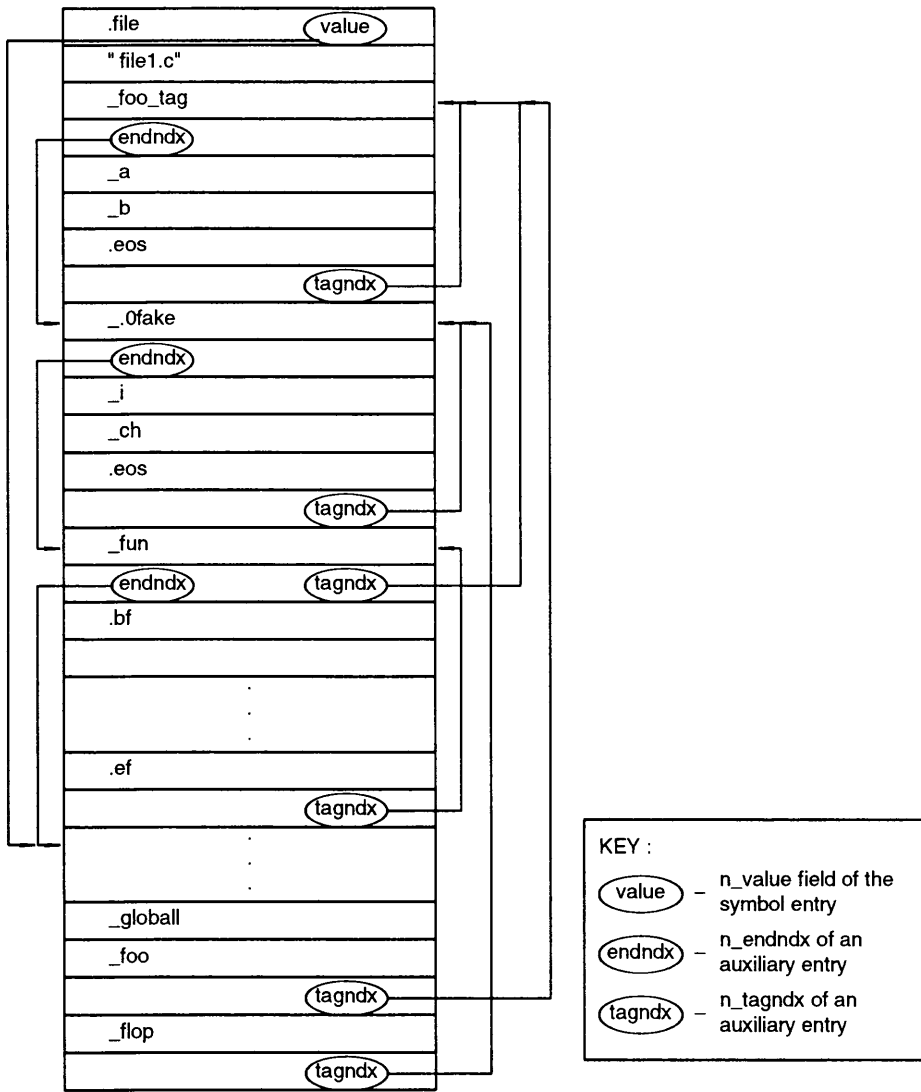 .file value
"file1.c"
_foo_tag
endndx
_a
_b
.eos
tagndx
_.0fake
endndx
_i
_ch
.eos
tagndx
_fun
endndx tagndx
.bf
.
.
.
.ef
tagndx
.
.
.
_globall
_foo
tagndx
_flop
tagndx
KEY :
value – n_value field of the
symbol entry
endndx – n_endndx of an
auxiliary entry
tagndx – n_tagndx of an
auxiliary entry